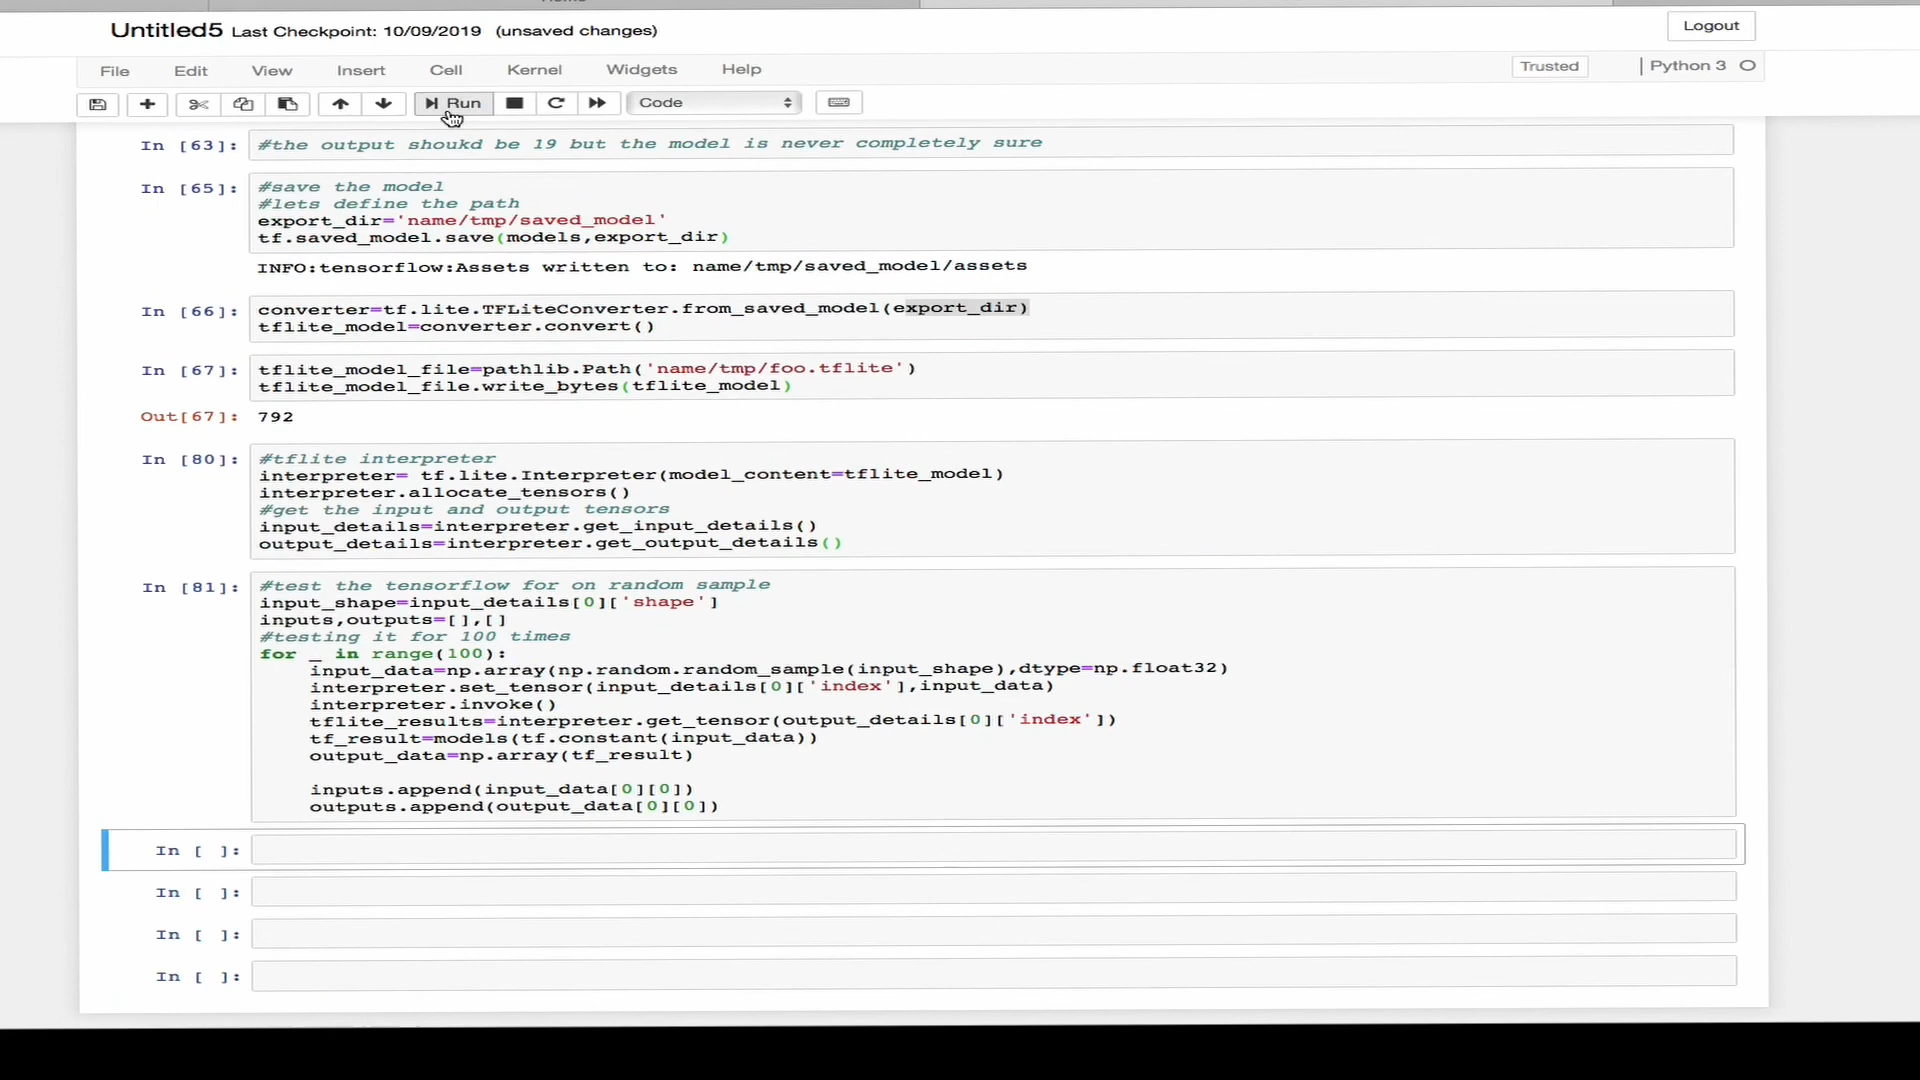 Untitled5 Last Checkpoint: 10/09/2019 (unsaved changes)
Logout
File Edit View Insert Cell Kernel Widgets Help
Trusted
Python 3
Run
Code
In [63]: #the output shoukd be 19 but the model is never completely sure
In [65]: #save the model
#lets define the path
export_dir='name/tmp/saved_model'
tf.saved_model.save(models,export_dir)
INFO:tensorflow:Assets written to: name/tmp/saved_model/assets
In [66]: converter=tf.lite.TFLiteConverter.from_saved_model(export_dir)
tflite_model=converter.convert()
In [67]: tflite_model_file=pathlib.Path('name/tmp/foo.tflite')
tflite_model_file.write_bytes(tflite_model)
Out[67]: 792
In [80]: #tflite interpreter
interpreter= tf.lite.Interpreter(model_content=tflite_model)
interpreter.allocate_tensors()
#get the input and output tensors
input_details=interpreter.get_input_details()
output_details=interpreter.get_output_details()
In [81]: #test the tensorflow for on random sample
input_shape=input_details[0]['shape']
inputs,outputs=[],[]
#testing it for 100 times
for _ in range(100):
input_data=np.array(np.random.random_sample(input_shape),dtype=np.float32)
interpreter.set_tensor(input_details[0]['index'],input_data)
interpreter.invoke()
tflite_results=interpreter.get_tensor(output_details[0]['index'])
tf_result=models(tf.constant(input_data))
output_data=np.array(tf_result)
inputs.append(input_data[0][0])
outputs.append(output_data[0][0])
In [ ]:
In [ ]:
In [ ]:
In [ ]: